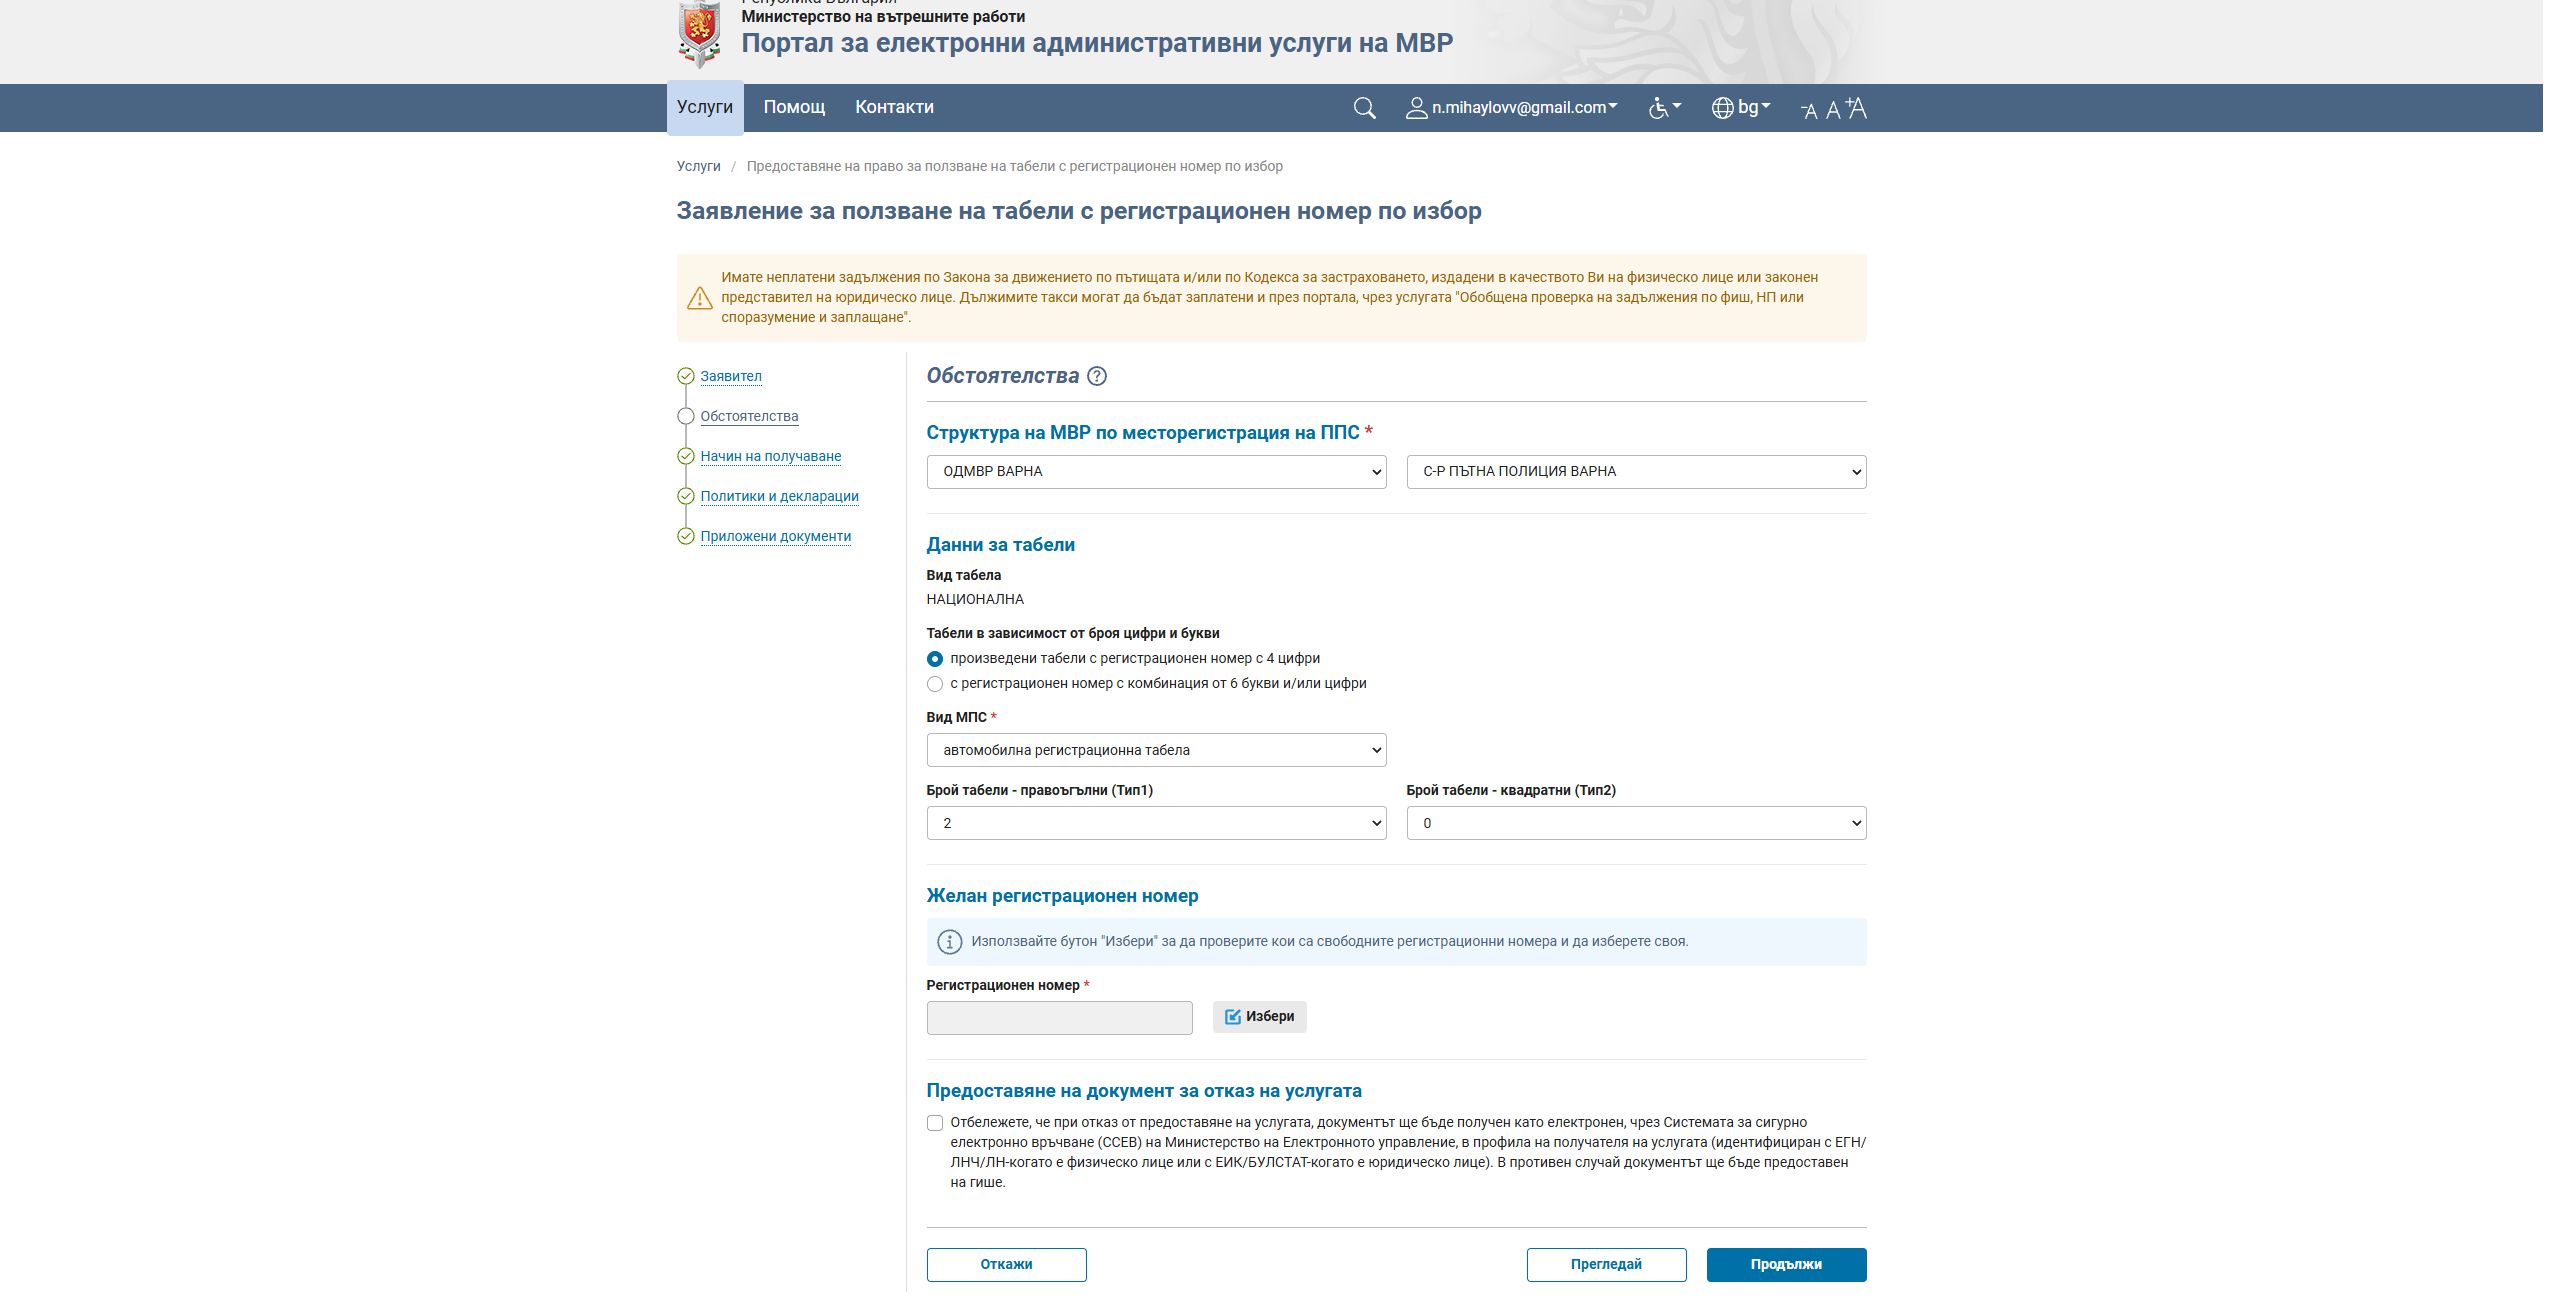 Република България
Министерство на вътрешните работи
Портал за електронни административни услуги на МВР
Услуги Помощ Контакти n.mihaylovv@gmail.com bg -A A +A
Услуги / Предоставяне на право за ползване на табели с регистрационен номер по избор
Заявление за ползване на табели с регистрационен номер по избор
Имате неплатени задължения по Закона за движението по пътищата и/или по Кодекса за застраховането, издадени в качеството Ви на физическо лице или законен
представител на юридическо лице. Дължимите такси могат да бъдат заплатени и през портала, чрез услугата "Обобщена проверка на задължения по фиш, НП или
споразумение и заплащане".
Заявител
Обстоятелства
Начин на получаване
Политики и декларации
Приложени документи
Обстоятелства
Структура на МВР по месторегистрация на ППС *
ОДМВР ВАРНА С-Р ПЪТНА ПОЛИЦИЯ ВАРНА
Данни за табели
Вид табела
НАЦИОНАЛНА
Табели в зависимост от броя цифри и букви
произведени табели с регистрационен номер с 4 цифри
с регистрационен номер с комбинация от 6 букви и/или цифри
Вид МПС *
автомобилна регистрационна табела
Брой табели - правоъгълни (Тип1) Брой табели - квадратни (Тип2)
2 0
Желан регистрационен номер
Използвайте бутон "Избери" за да проверите кои са свободните регистрационни номера и да изберете своя.
Регистрационен номер *
Избери
Предоставяне на документ за отказ на услугата
Отбележете, че при отказ от предоставяне на услугата, документът ще бъде получен като електронен, чрез Системата за сигурно
електронно връчване (ССЕВ) на Министерство на Електронното управление, в профила на получателя на услугата (идентифициран с ЕГН/
ЛНЧ/ЛН-когато е физическо лице или с ЕИК/БУЛСТАТ-когато е юридическо лице). В противен случай документът ще бъде предоставен
на гише.
Откажи Прегледай Продължи